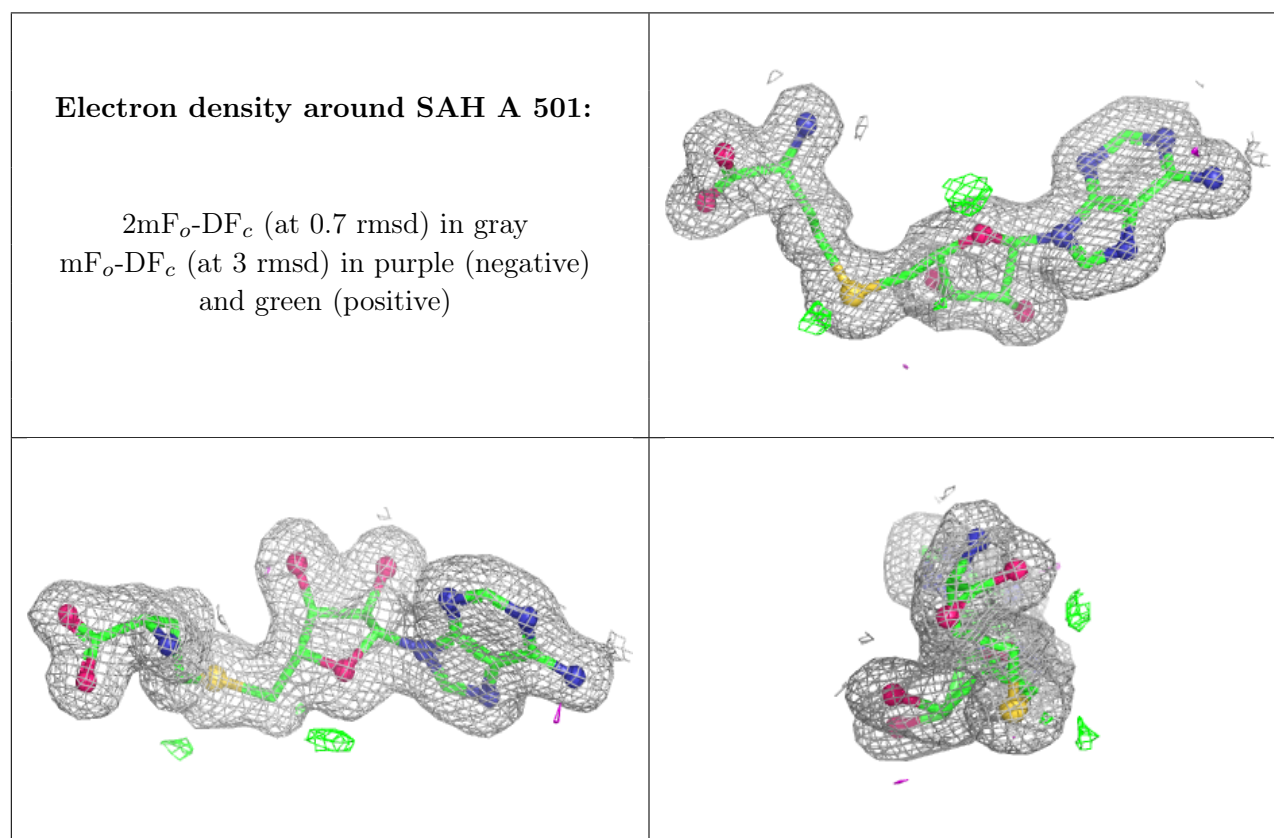 Electron density around SAH A 501:
2mFo-DFc (at 0.7 rmsd) in gray
mFo-DFc (at 3 rmsd) in purple (negative)
and green (positive)